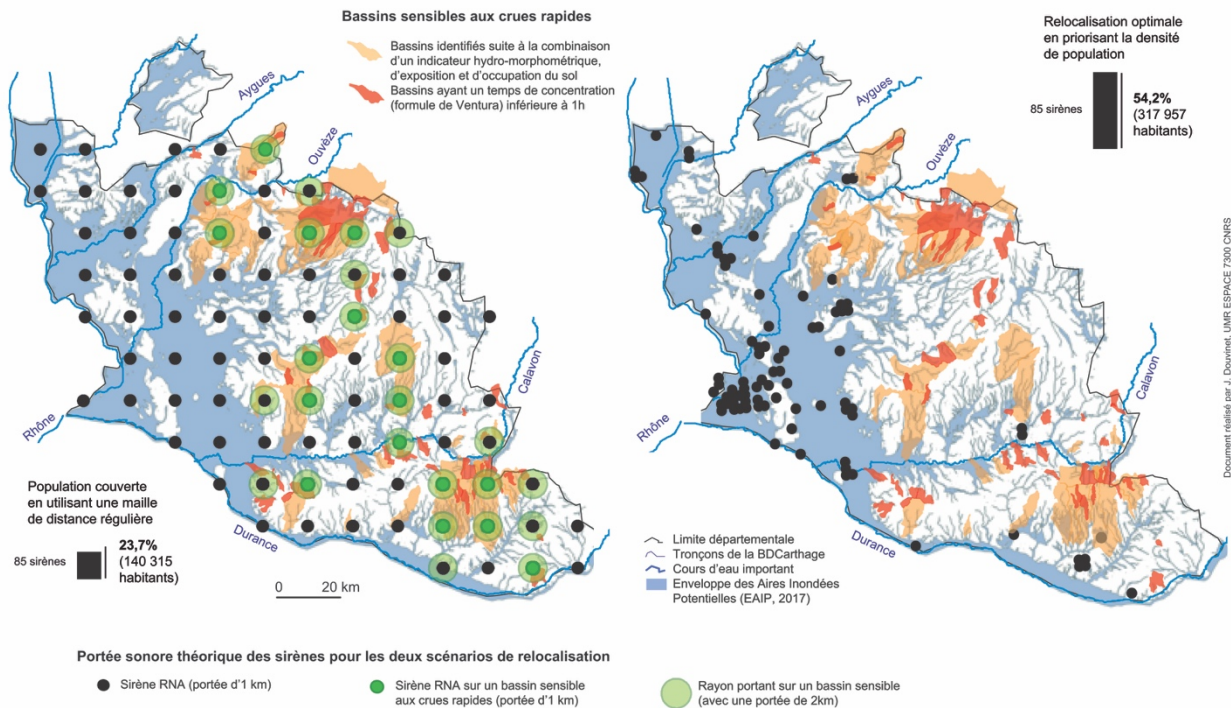 Bassins sensibles aux crues rapides
Bassins identifiés suite à la combinaison
d'un indicateur hydro-morphométrique,
d'exposition et d'occupation du sol
Bassins ayant un temps de concentration
(formule de Ventura) inférieure à 1h
Relocalisation optimale
en priorisant la densité
de population
85 sirènes
54,2%
(317 957
habitants)
Aygues
Ouvèze
Calavon
Rhône
Durance
Population couverte
en utilisant une maille
de distance régulière
85 sirènes
23,7%
(140 315
habitants)
0 20 km
Aygues
Ouvèze
Calavon
Rhône
Durance
Limite départementale
Tronçons de la BDCarthage
Cours d'eau important
Enveloppe des Aires Inondées
Potentielles (EAIP, 2017)
Document réalisé par J. Douvinet, UMR ESPACE 7300 CNRS
Portée sonore théorique des sirènes pour les deux scénarios de relocalisation
Sirène RNA (portée d'1 km)
Sirène RNA sur un bassin sensible
aux crues rapides (portée d'1 km)
Rayon portant sur un bassin sensible
(avec une portée de 2km)